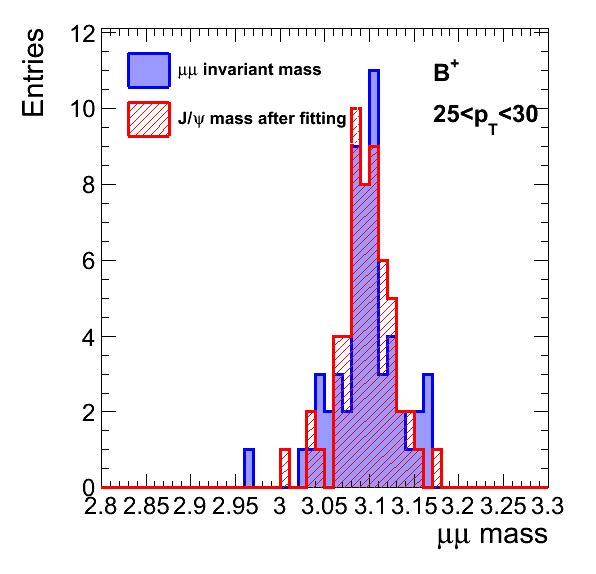 Entries
12
10
8
6
4
2
0
μμ invariant mass
J/ψ mass after fitting
B+
25<pT<30
2.8 2.85 2.9 2.95 3 3.05 3.1 3.15 3.2 3.25 3.3
μμ mass